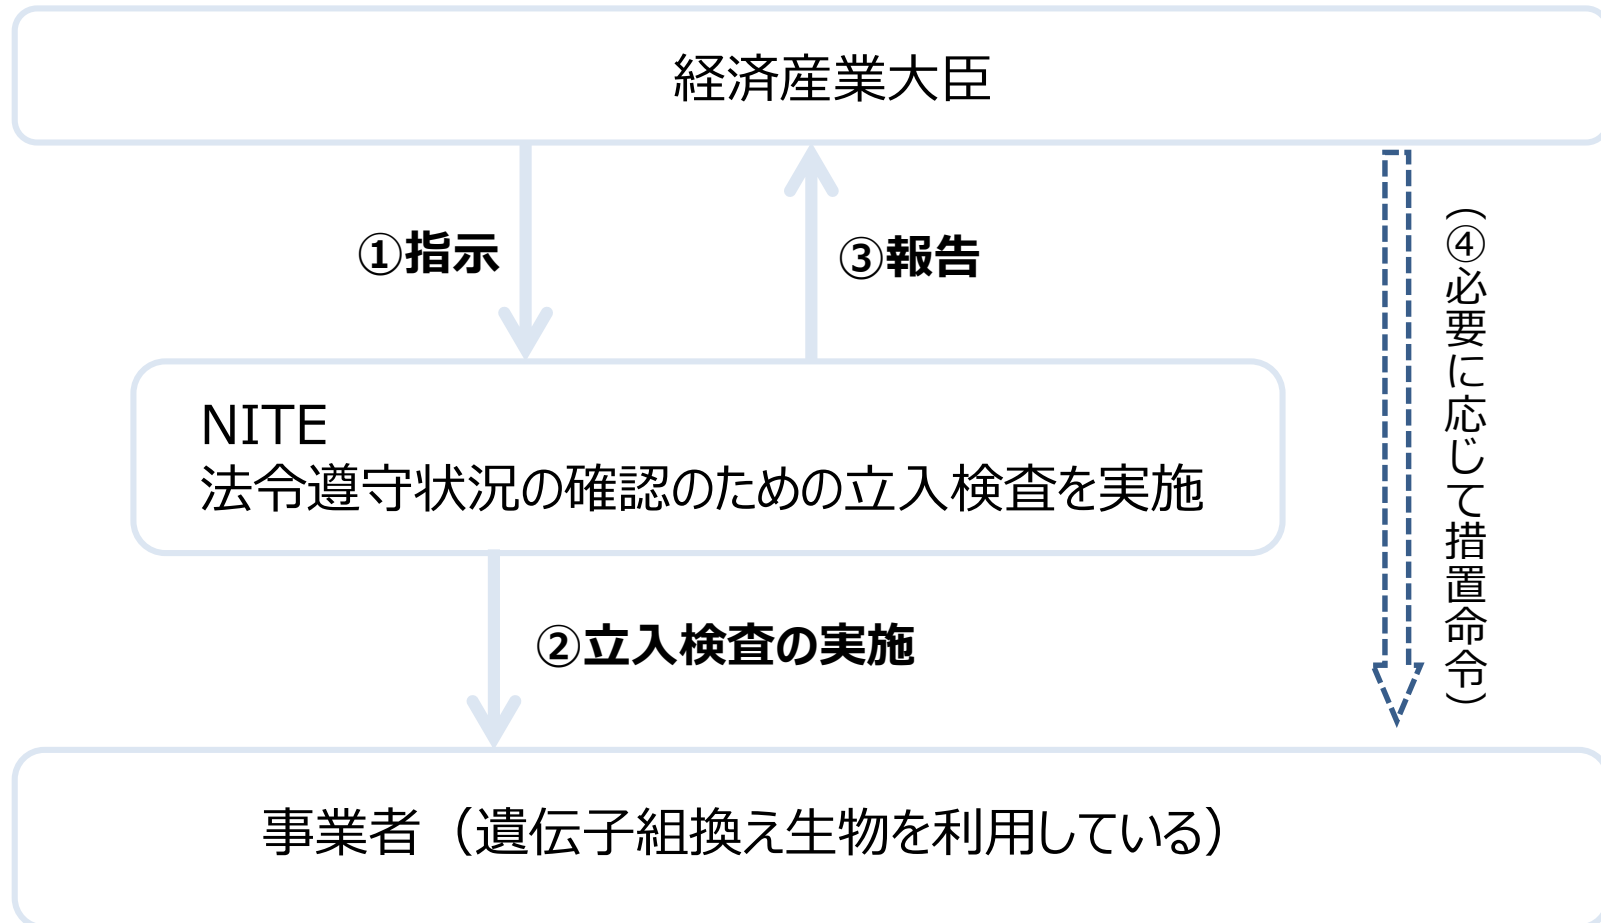 経済産業大臣
①指示
③報告
（④必要に応じて措置命令）
NITE
法令遵守状況の確認のための立入検査を実施
②立入検査の実施
事業者（遺伝子組換え生物を利用している）